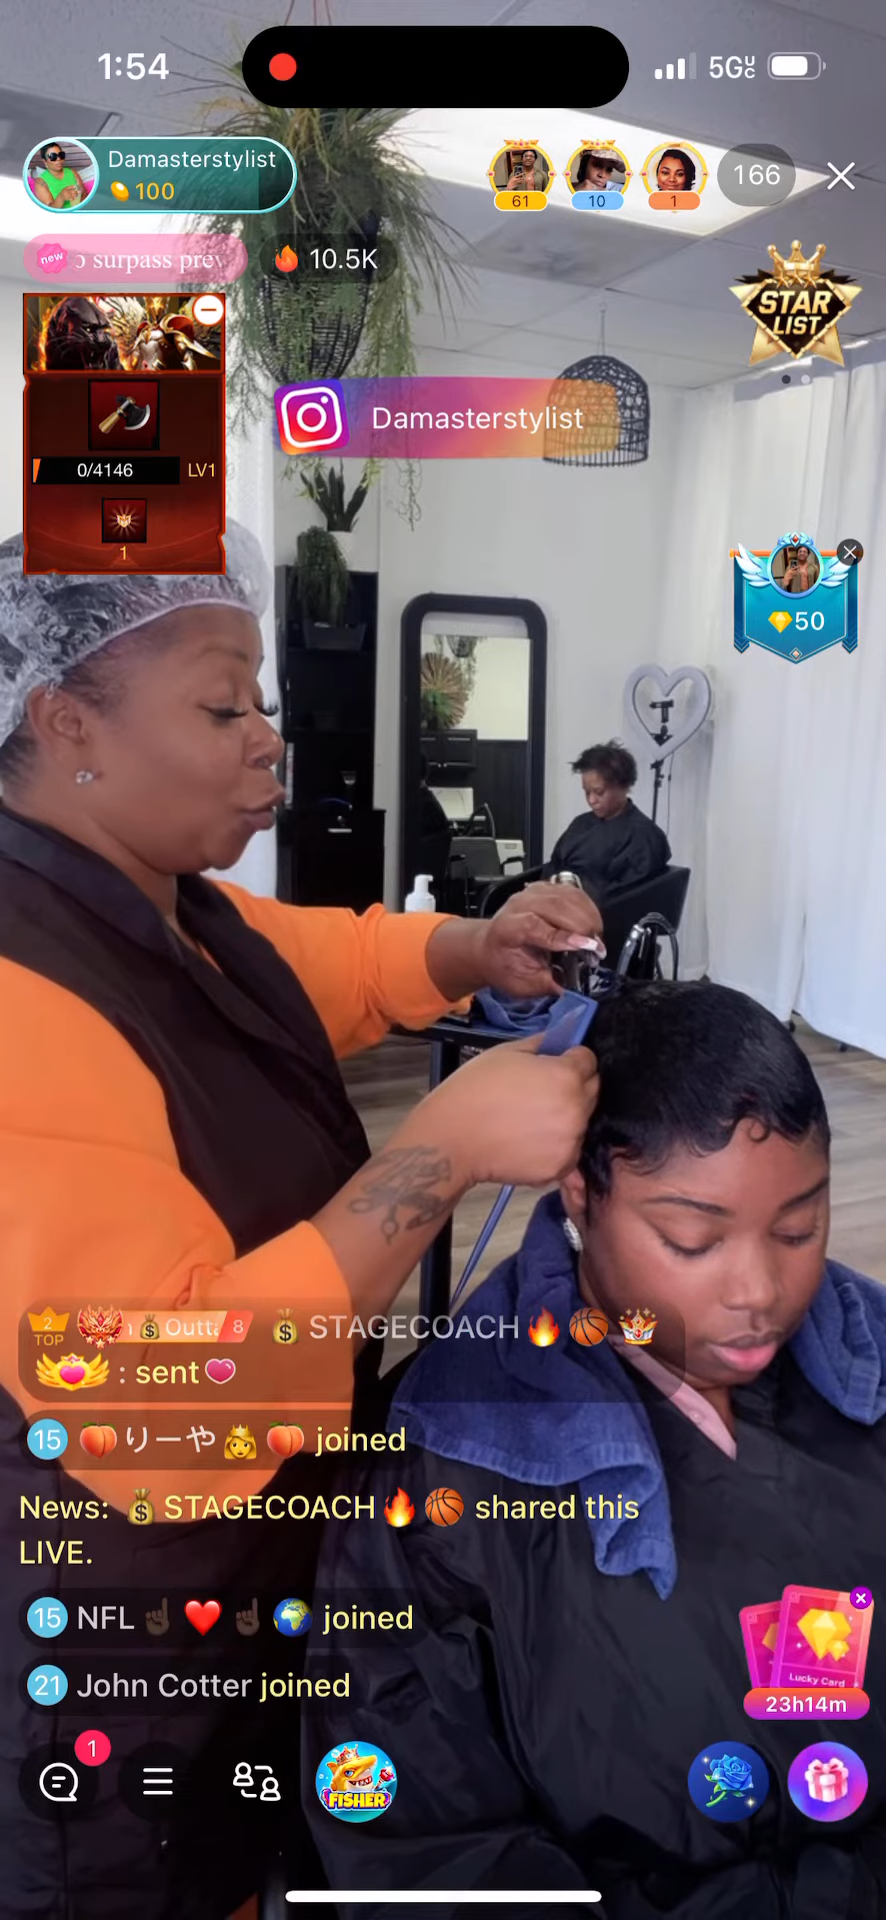 1:54
5G
Damasterstylist
100
61
10
1
166
new
surpass
10.5K
STAR
LIST
Damasterstylist
0/4146 LV1
1
50
2
TOP
8
STAGECOACH🔥🏀
: sent
15 🍑りーや👸🍑 joined
News: 💰STAGECOACH🔥🏀 shared this
LIVE.
15 NFL☝🏿❤️☝🏿🌍 joined
21 John Cotter joined
Lucky Card
23h14m
1
FISHER